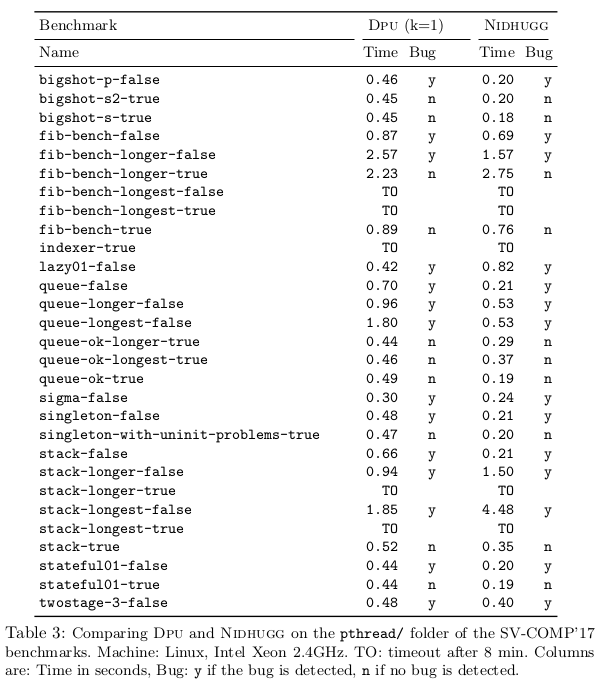 Benchmark DPU (k=1) NIDHUGG
Name Time Bug Time Bug
bigshot-p-false 0.46 y 0.20 y
bigshot-s2-true 0.45 n 0.20 n
bigshot-s-true 0.45 n 0.18 n
fib-bench-false 0.87 y 0.69 y
fib-bench-longer-false 2.57 y 1.57 y
fib-bench-longer-true 2.23 n 2.75 n
fib-bench-longest-false TO TO
fib-bench-longest-true TO TO
fib-bench-true 0.89 n 0.76 n
indexer-true TO TO
lazy01-false 0.42 y 0.82 y
queue-false 0.70 y 0.21 y
queue-longer-false 0.96 y 0.53 y
queue-longest-false 1.80 y 0.53 y
queue-ok-longer-true 0.44 n 0.29 n
queue-ok-longest-true 0.46 n 0.37 n
queue-ok-true 0.49 n 0.19 n
sigma-false 0.30 y 0.24 y
singleton-false 0.48 y 0.21 y
singleton-with-uninit-problems-true 0.47 n 0.20 n
stack-false 0.66 y 0.21 y
stack-longer-false 0.94 y 1.50 y
stack-longer-true TO TO
stack-longest-false 1.85 y 4.48 y
stack-longest-true TO TO
stack-true 0.52 n 0.35 n
stateful01-false 0.44 y 0.20 y
stateful01-true 0.44 n 0.19 n
twostage-3-false 0.48 y 0.40 y
Table 3: Comparing DPU and NIDHUGG on the pthread/ folder of the SV-COMP'17
benchmarks. Machine: Linux, Intel Xeon 2.4GHz. TO: timeout after 8 min. Columns
are: Time in seconds, Bug: y if the bug is detected, n if no bug is detected.